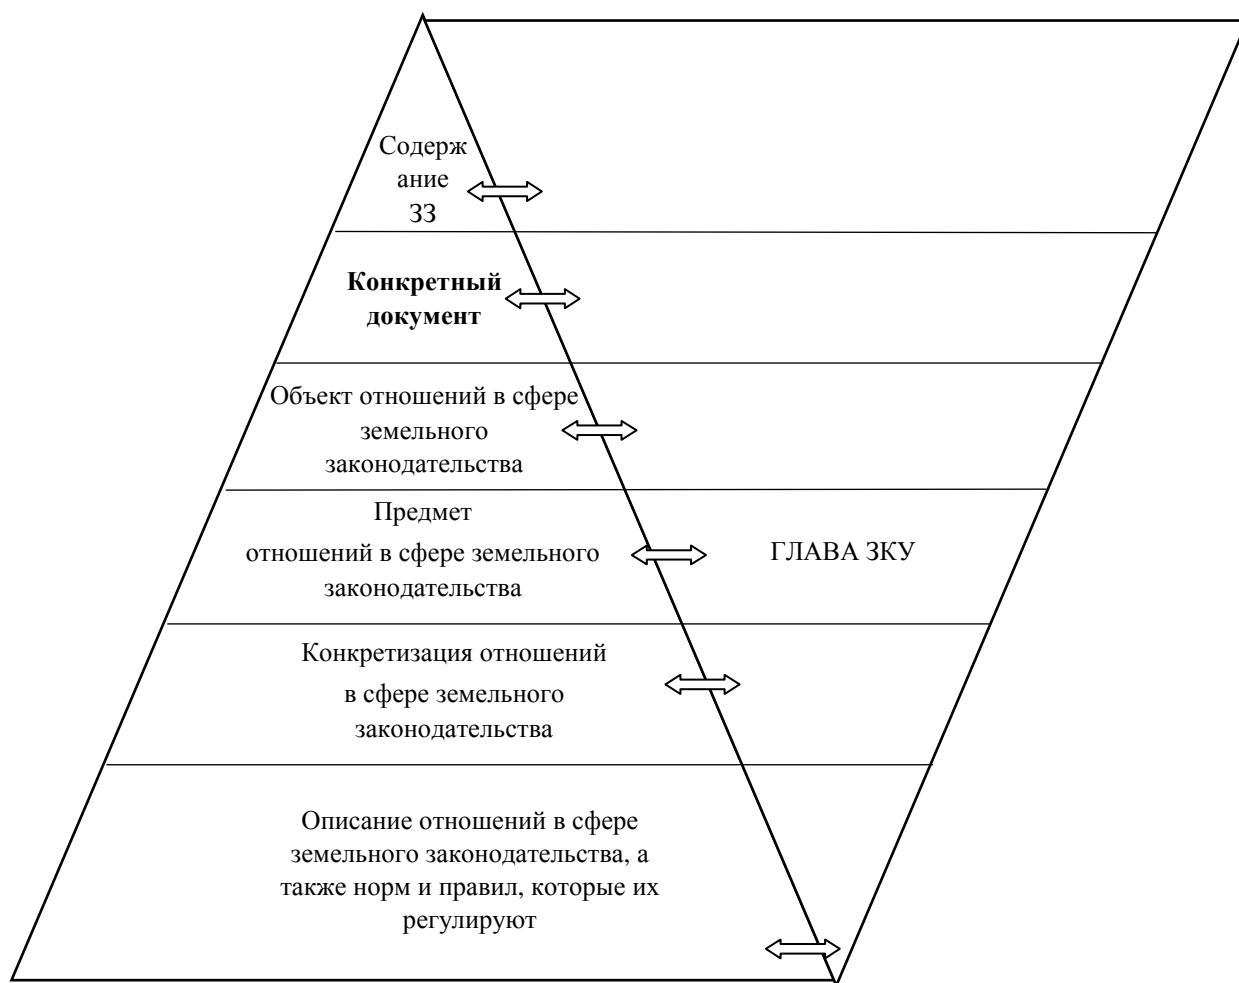 Содерж
ание
ЗЗ
Конкретный
документ
Объект отношений в сфере
земельного
законодательства
Предмет
отношений в сфере земельного
законодательства
ГЛАВА ЗКУ
Конкретизация отношений
в сфере земельного
законодательства
Описание отношений в сфере
земельного законодательства, а
также норм и правил, которые их
регулируют